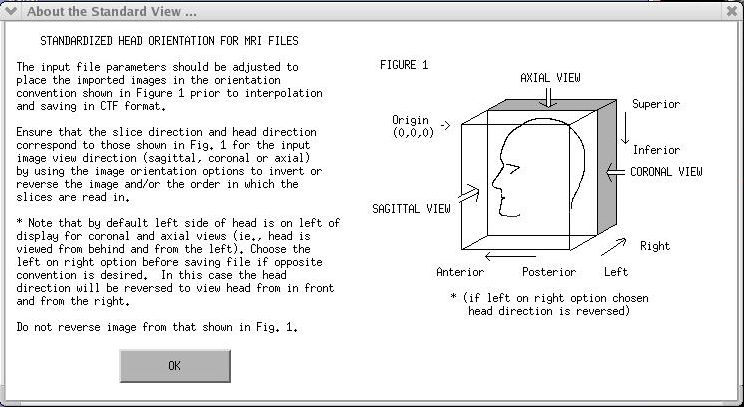 About the Standard View ...
STANDARDIZED HEAD ORIENTATION FOR MRI FILES
The input file parameters should be adjusted to
place the imported images in the orientation
convention shown in Figure 1 prior to interpolation
and saving in CTF format.
Ensure that the slice direction and head direction
correspond to those shown in Fig. 1 for the input
image view direction (sagittal, coronal or axial)
by using the image orientation options to invert or
reverse the image and/or the order in which the
slices are read in.
* Note that by default left side of head is on left of
display for coronal and axial views (ie., head is
viewed from behind and from the left). Choose the
left on right option before saving file if opposite
convention is desired.  In this case the head
direction will be reversed to view head from in front
and from the right.
Do not reverse image from that shown in Fig. 1.
OK
FIGURE 1
AXIAL VIEW
Origin
(0,0,0)
Superior
Inferior
CORONAL VIEW
SAGITTAL VIEW
Right
Anterior
Posterior
Left
* (if left on right option chosen
head direction is reversed)